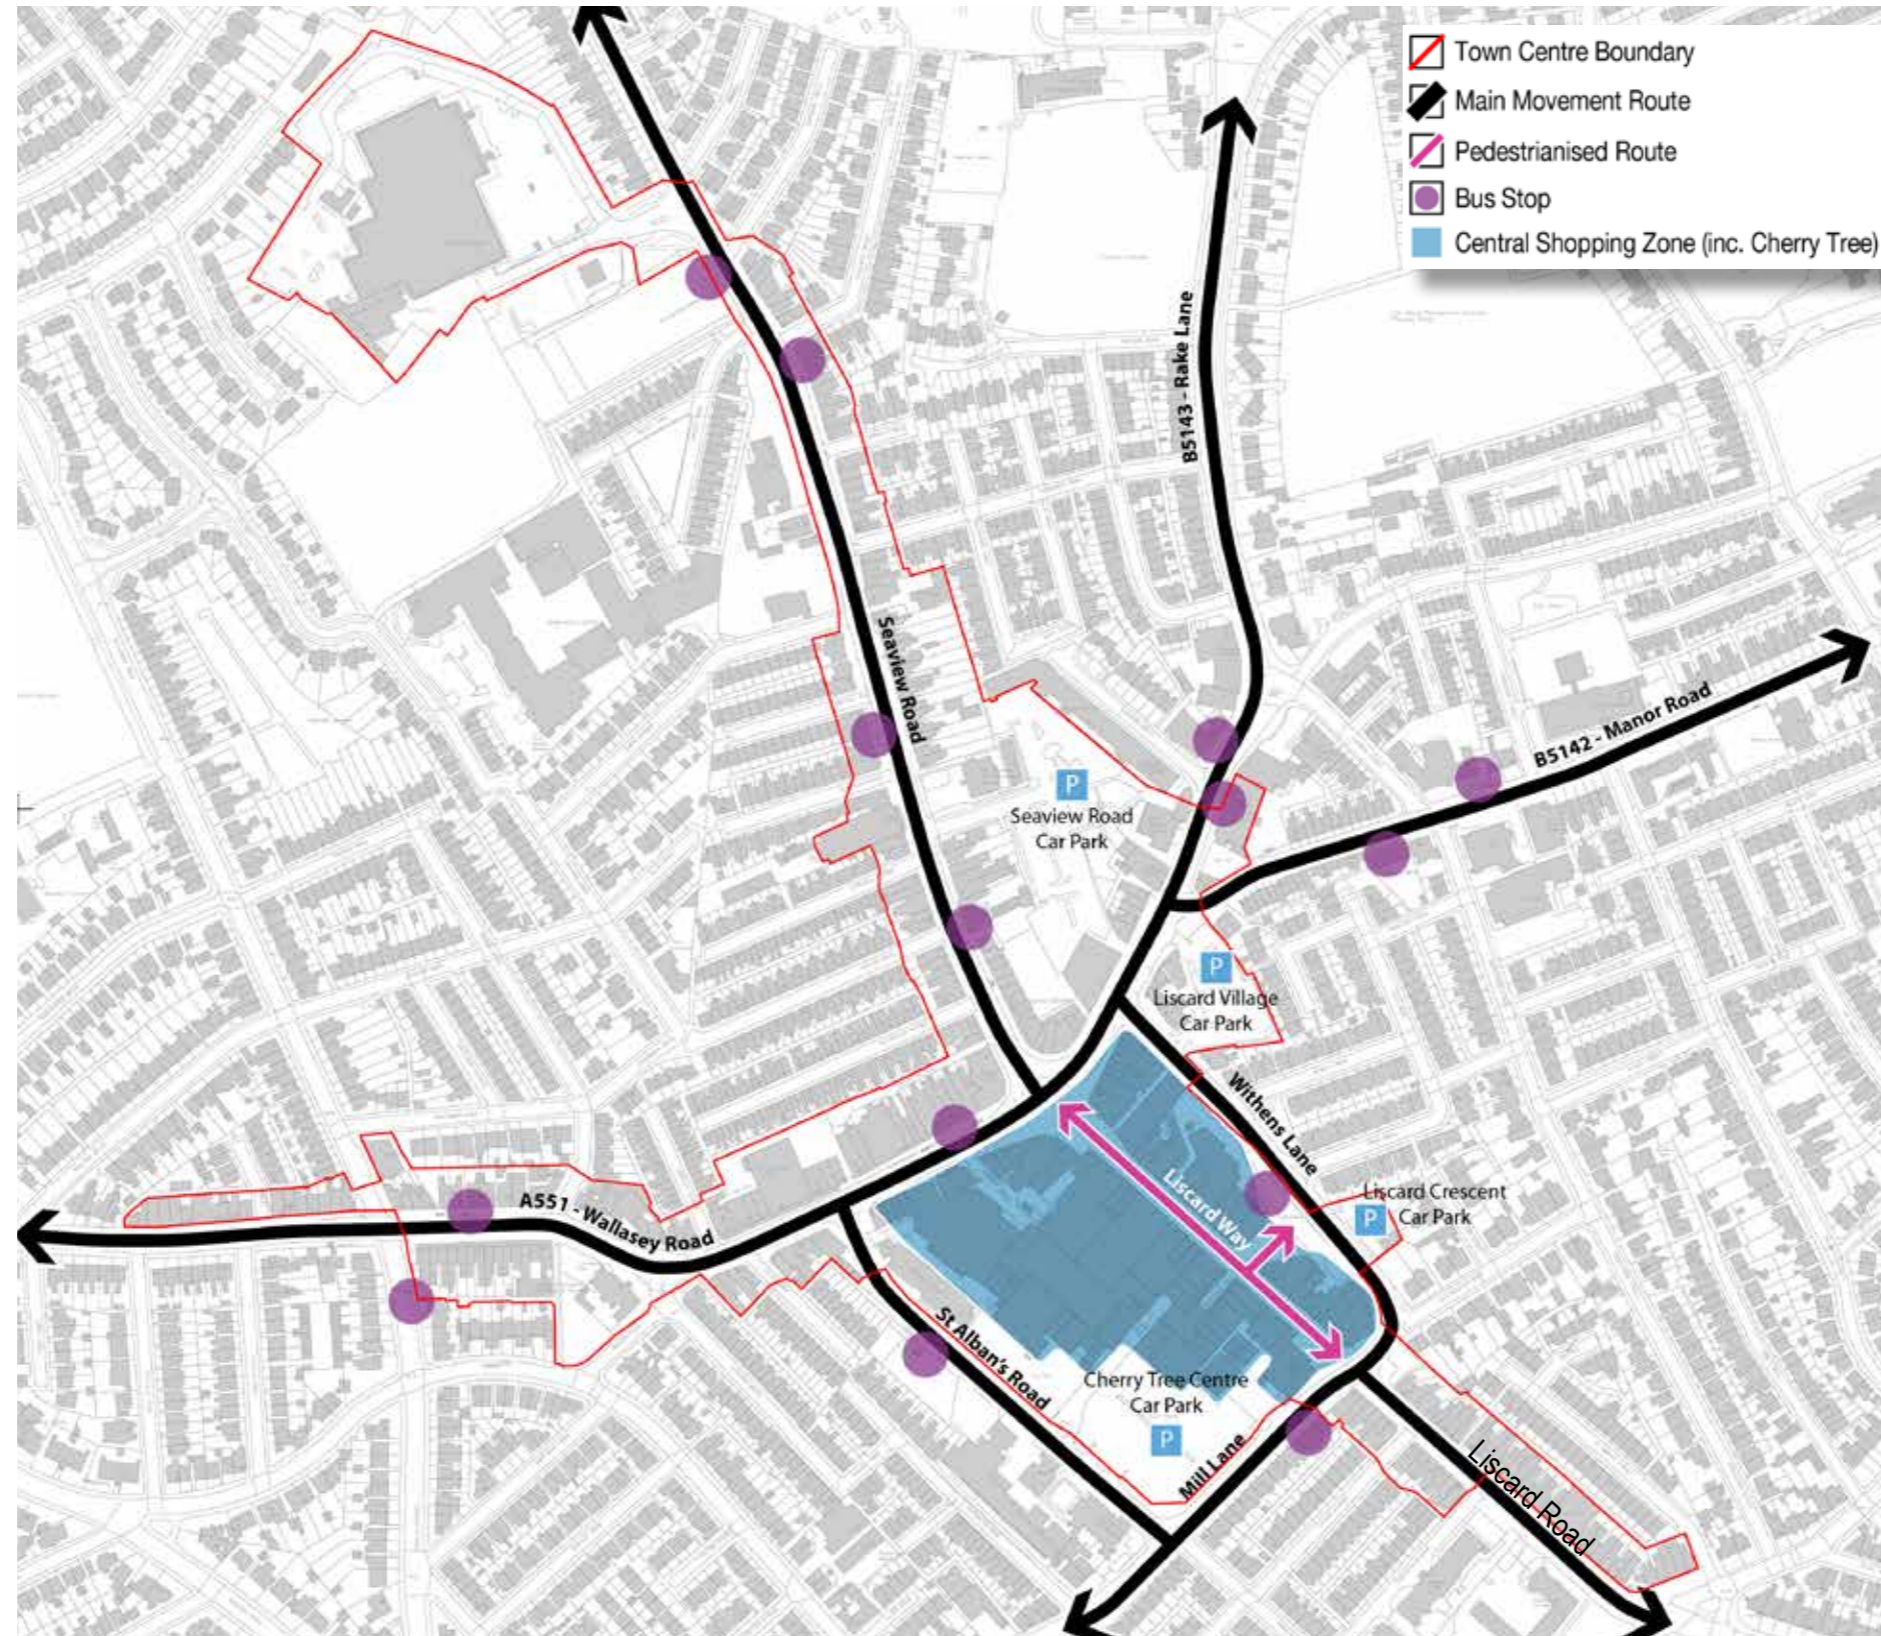 Town Centre Boundary
Main Movement Route
Pedestrianised Route
Bus Stop
Central Shopping Zone (inc. Cherry Tree)
B5143 - Rake Lane
Seaview Road
B5142 - Manor Road
P
Seaview Road
Car Park
P
Liscard Village
Car Park
Withens Lane
Liscard Way
Liscard Crescent
P
Car Park
A551 - Wallasey Road
St Alban's Road
Cherry Tree Centre
Car Park
P
Mill Lane
Liscard Road